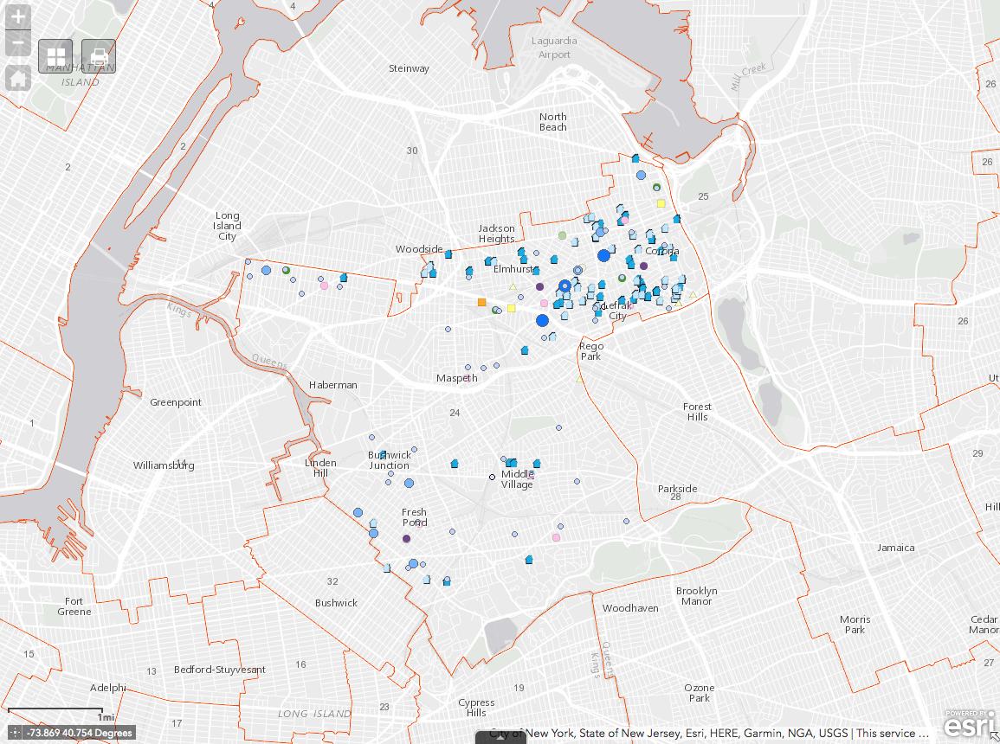 4
4
Laguardia
Airport
Steinway
MANHATTAN
ISLAND
Mill Creek
26
North
Beach
2
30
2
26
25
Long
Island
City
Jackson
Heights
Woodside
Corona
Elmhurst
Kings
Queens
Lefrak
City
26
Rego
Park
Maspeth
Ut
Haberman
Greenpoint
24
Forest
Hills
1
29
Williamsburg
14
Linden
Hill
Bushwick
Junction
Middle
Village
Parkside
28
Hil
Fresh
Pond
Jamaica
32
Bushwick
Fort
Greene
Brooklyn
Manor
Woodhaven
Morris
Park
Cedar
Manor
15
13
Bedford-Stuyvesant
16
Queens
Kings
27
Adelphi
19
Ozone
Park
LONG ISLAND
23
Cypress
Hills
17
1mi
-73.869 40.754 Degrees
City of New York, State of New Jersey, Esri, HERE, Garmin, NGA, USGS | This service ...
POWERED BY
esri